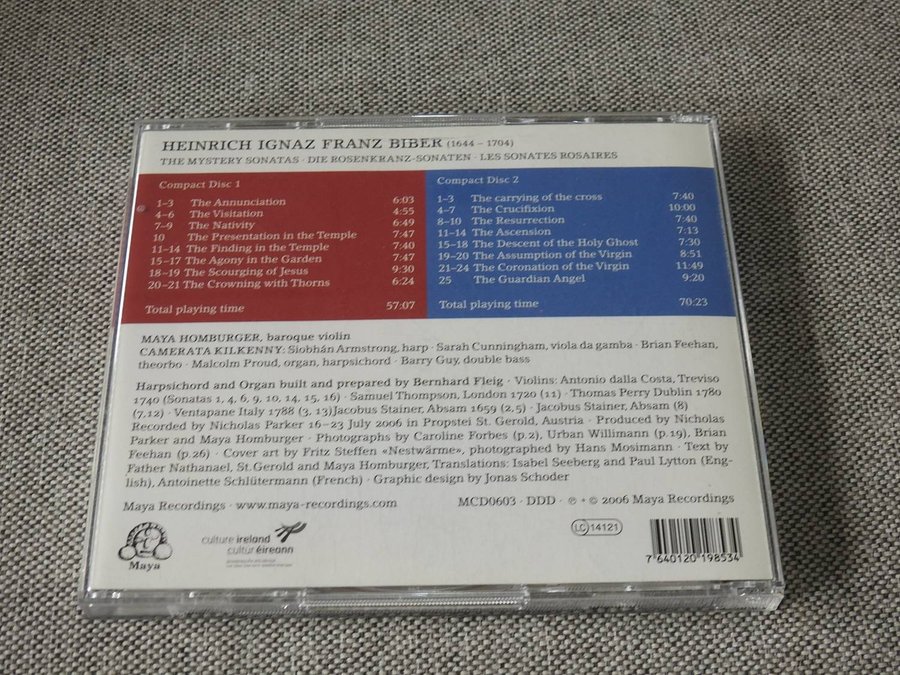 HEINRICH IGNAZ FRANZ BIBER (1644 – 1704)
THE MYSTERY SONATAS · DIE ROSENKRANZ-SONATEN · LES SONATES ROSAIRES
Compact Disc 1
1–3 The Annunciation 6:03
4–6 The Visitation 4:55
7–9 The Nativity 6:49
10 The Presentation in the Temple 7:47
11–14 The Finding in the Temple 7:40
15–17 The Agony in the Garden 7:47
18–19 The Scourging of Jesus 9:30
20–21 The Crowning with Thorns 6:24
Total playing time 57:07
Compact Disc 2
1–3 The carrying of the cross 7:40
4–7 The Crucifixion 10:00
8–10 The Resurrection 7:40
11–14 The Ascension 7:13
15–18 The Descent of the Holy Ghost 7:30
19–20 The Assumption of the Virgin 8:51
21–24 The Coronation of the Virgin 11:49
25 The Guardian Angel 9:20
Total playing time 70:23
MAYA HOMBURGER, baroque violin
CAMERATA KILKENNY: Siobhán Armstrong, harp · Sarah Cunningham, viola da gamba · Brian Feehan,
theorbo · Malcolm Proud, organ, harpsichord · Barry Guy, double bass
Harpsichord and Organ built and prepared by Bernhard Fleig · Violins: Antonio dalla Costa, Treviso
1740 (Sonatas 1, 4, 6, 9, 10, 14, 15, 16) · Samuel Thompson, London 1720 (11) · Thomas Perry Dublin 1780
(7,12) · Ventapane Italy 1788 (3, 13)Jacobus Stainer, Absam 1659 (2,5) · Jacobus Stainer, Absam (8)
Recorded by Nicholas Parker 16–23 July 2006 in Propstei St. Gerold, Austria · Produced by Nicholas
Parker and Maya Homburger · Photographs by Caroline Forbes (p.2), Urban Willimann (p.19), Brian
Feehan (p.26) · Cover art by Fritz Steffen «Nestwärme», photographed by Hans Mosimann · Text by
Father Nathanael, St.Gerold and Maya Homburger, Translations: Isabel Seeberg and Paul Lytton (Eng-
lish), Antoinette Schlütermann (French) · Graphic design by Jonas Schoder
Maya Recordings · www.maya-recordings.com
MCD0603 · DDD · ℗ + © 2006 Maya Recordings
Maya
culture ireland
cultúr éireann
LC 14121
7 640120 198534